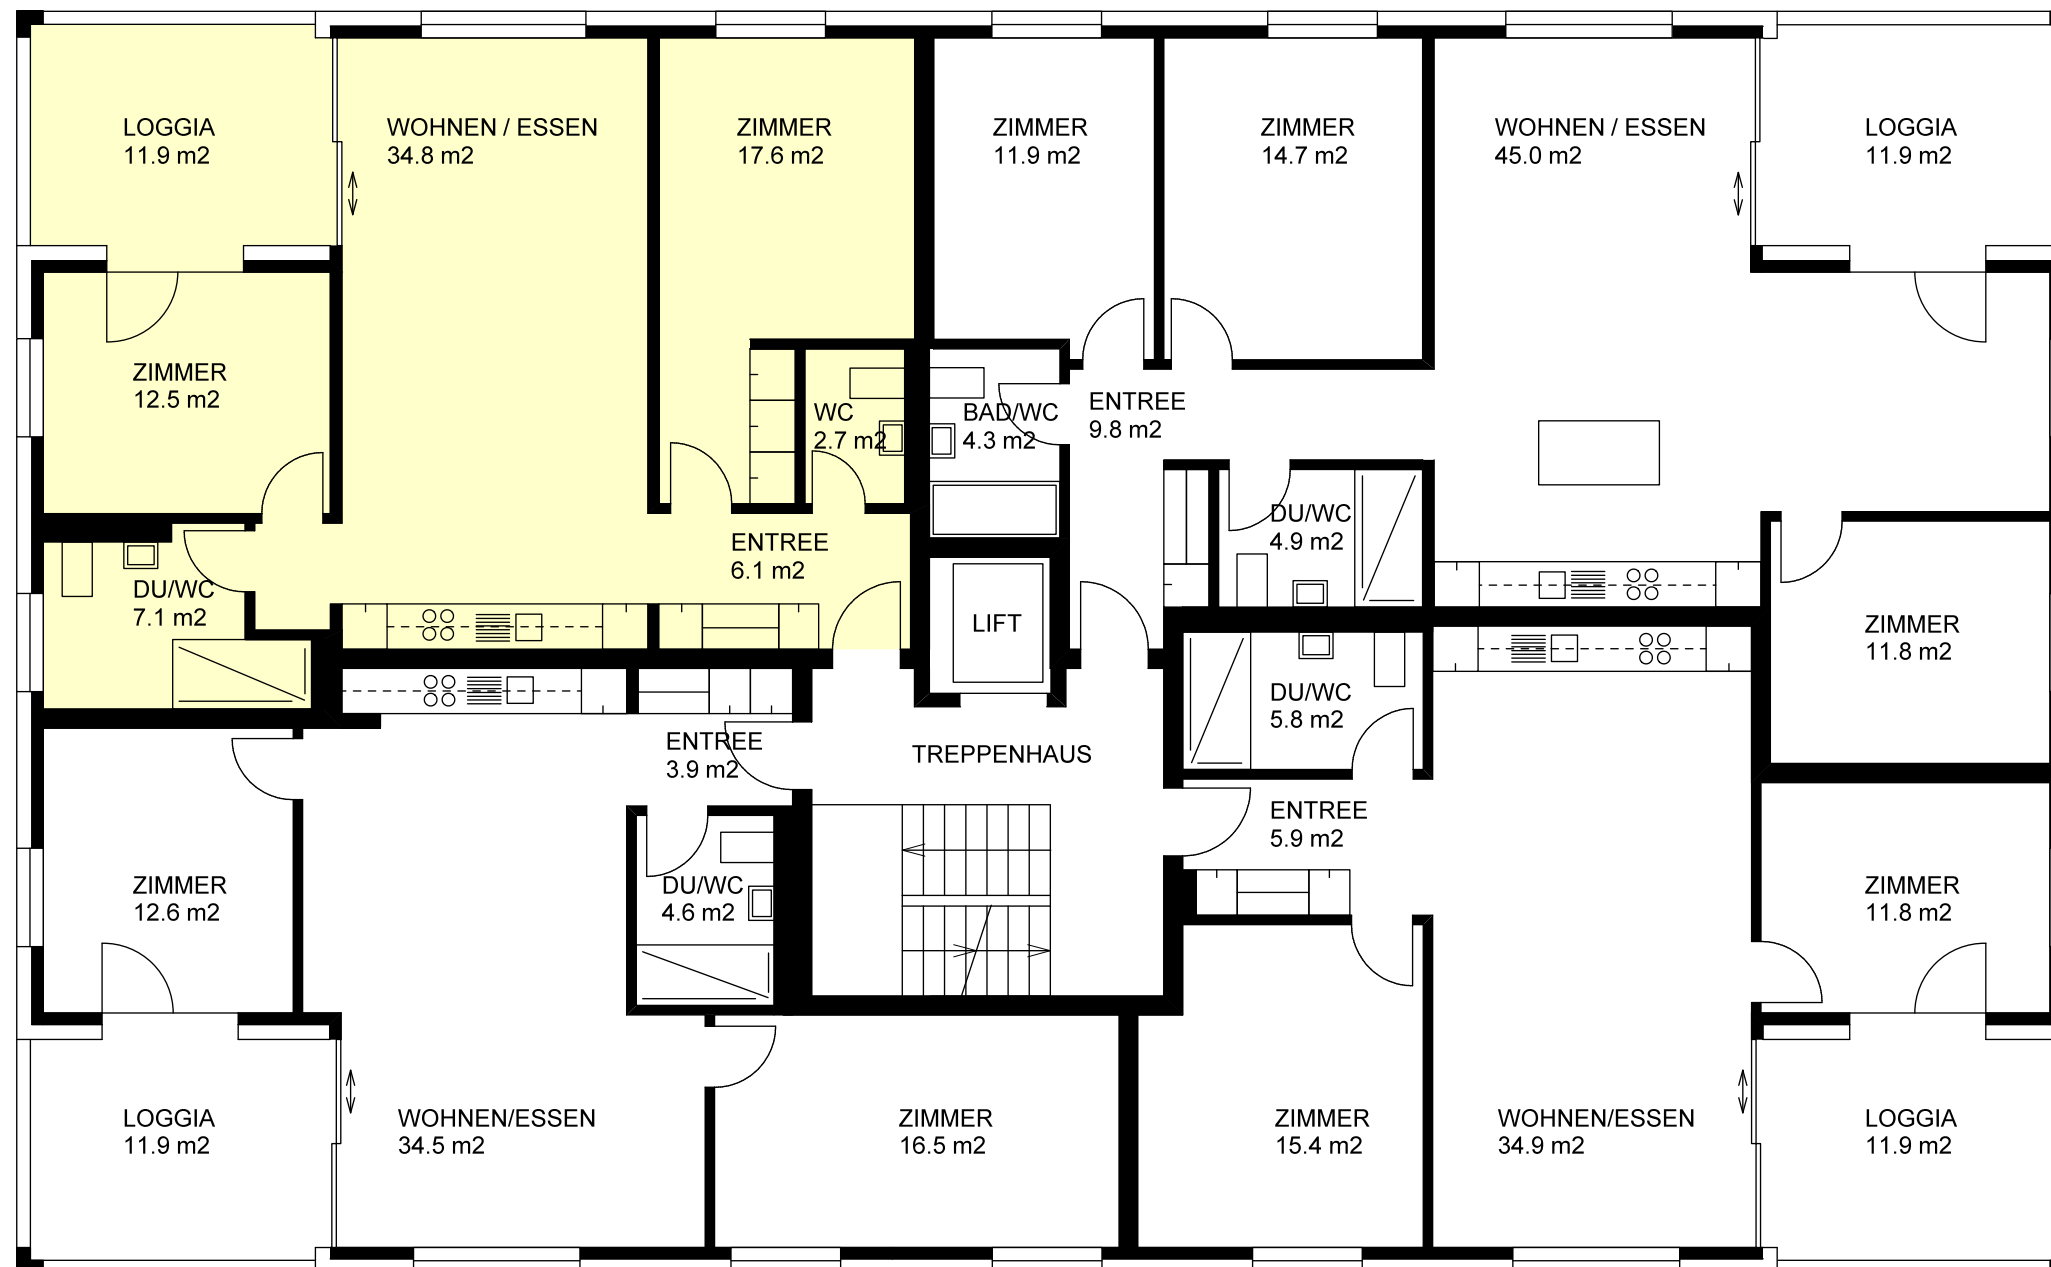 LOGGIA
11.9 m2
WOHNEN / ESSEN
34.8 m2
ZIMMER
17.6 m2
ZIMMER
11.9 m2
ZIMMER
14.7 m2
WOHNEN / ESSEN
45.0 m2
LOGGIA
11.9 m2
ZIMMER
12.5 m2
WC
2.7 m2
BAD/WC
4.3 m2
ENTREE
9.8 m2
DU/WC
4.9 m2
ENTREE
6.1 m2
DU/WC
7.1 m2
LIFT
ZIMMER
11.8 m2
DU/WC
5.8 m2
ENTREE
3.9 m2
TREPPENHAUS
ENTREE
5.9 m2
ZIMMER
12.6 m2
DU/WC
4.6 m2
ZIMMER
11.8 m2
LOGGIA
11.9 m2
WOHNEN/ESSEN
34.5 m2
ZIMMER
16.5 m2
ZIMMER
15.4 m2
WOHNEN/ESSEN
34.9 m2
LOGGIA
11.9 m2